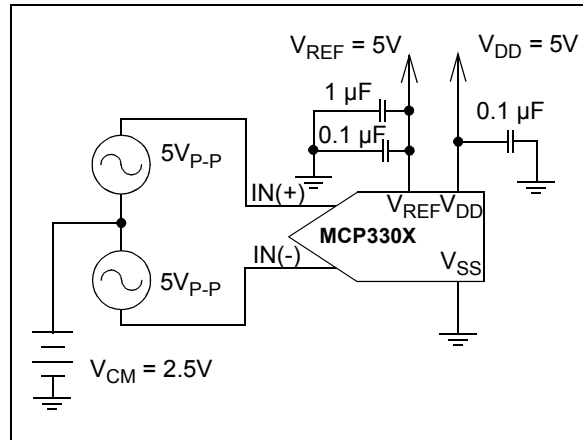 V_REF = 5V
V_DD = 5V
1 µF
0.1 µF
0.1 µF
5V_P-P
IN(+)
V_REF V_DD
MCP330X
V_SS
IN(-)
5V_P-P
V_CM = 2.5V